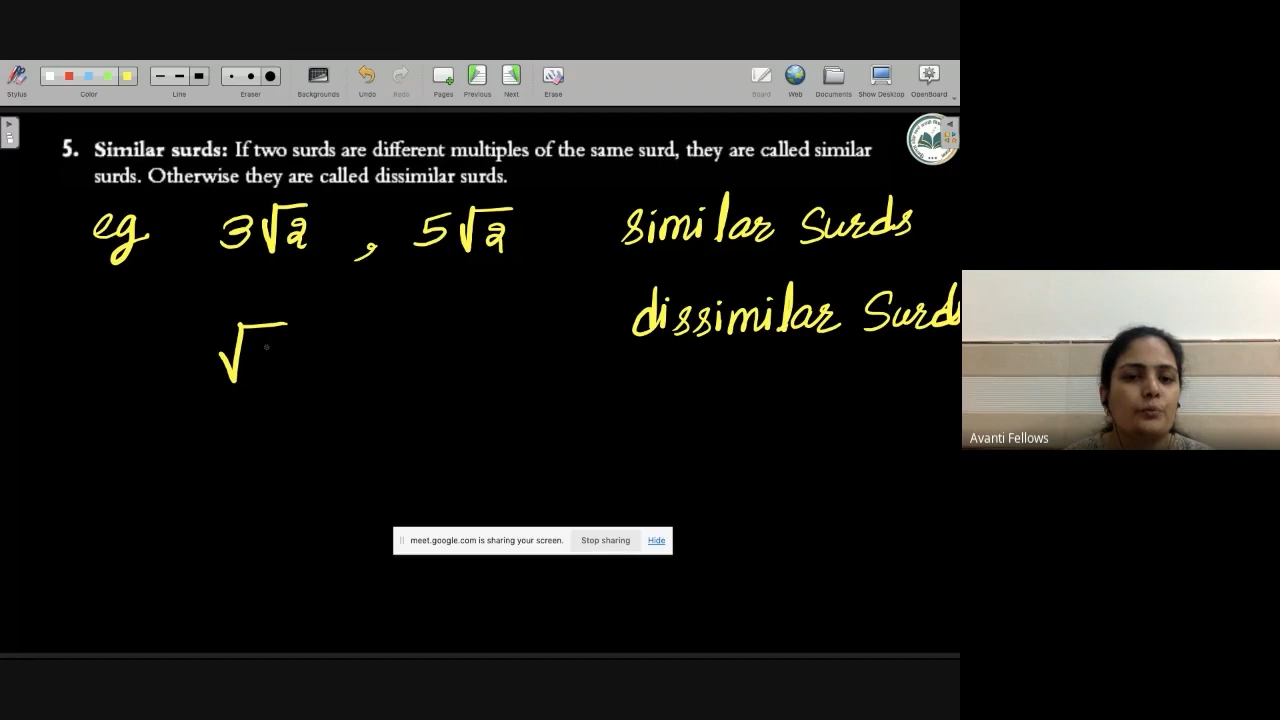 Stylus Color Line Eraser Backgrounds Undo Redo Pages Previous Next Erase Board Web Documents Show Desktop OpenBoard
5. Similar surds: If two surds are different multiples of the same surd, they are called similar
surds. Otherwise they are called dissimilar surds.
eg. 3√2 , 5√2 similar surds
dissimilar surds
√
meet.google.com is sharing your screen. Stop sharing Hide
Avanti Fellows